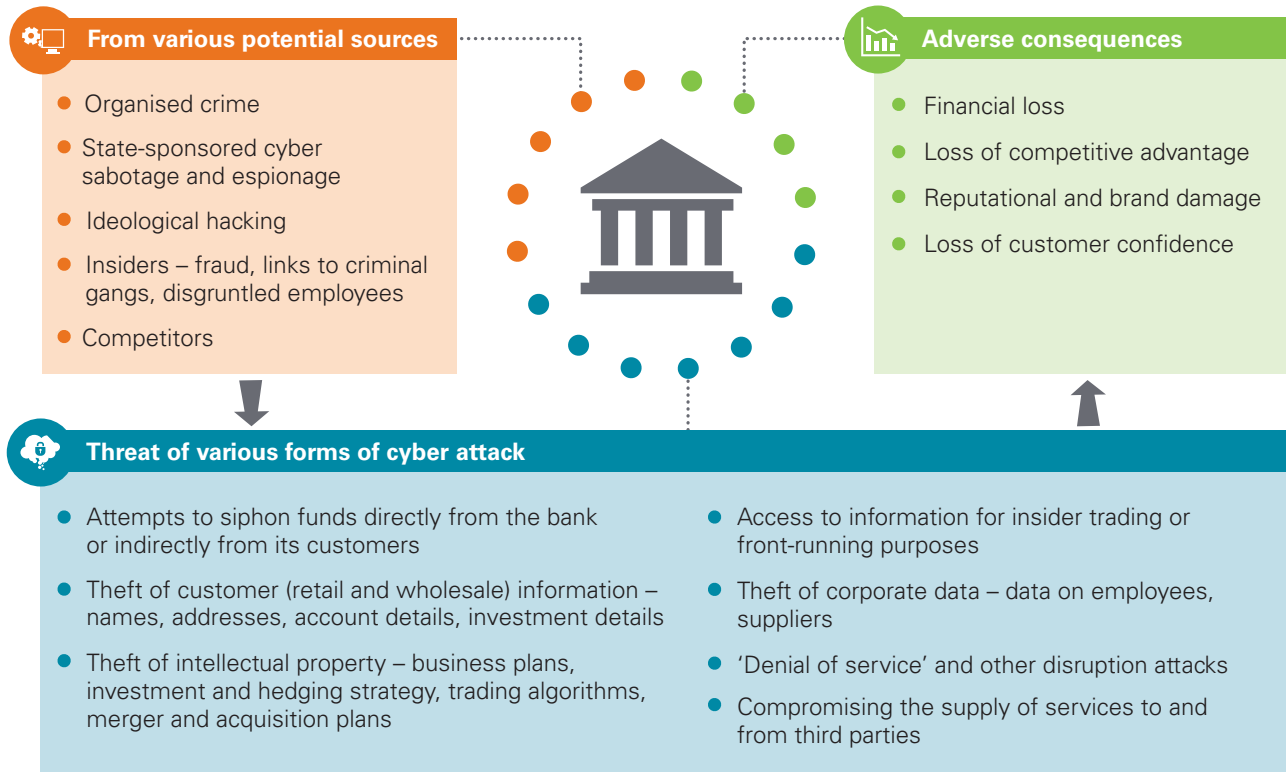 From various potential sources
Organised crime
State-sponsored cyber
sabotage and espionage
Ideological hacking
Insiders – fraud, links to criminal
gangs, disgruntled employees
Competitors
Adverse consequences
Financial loss
Loss of competitive advantage
Reputational and brand damage
Loss of customer confidence
Threat of various forms of cyber attack
Attempts to siphon funds directly from the bank
or indirectly from its customers
Theft of customer (retail and wholesale) information –
names, addresses, account details, investment details
Theft of intellectual property – business plans,
investment and hedging strategy, trading algorithms,
merger and acquisition plans
Access to information for insider trading or
front-running purposes
Theft of corporate data – data on employees,
suppliers
‘Denial of service’ and other disruption attacks
Compromising the supply of services to and
from third parties